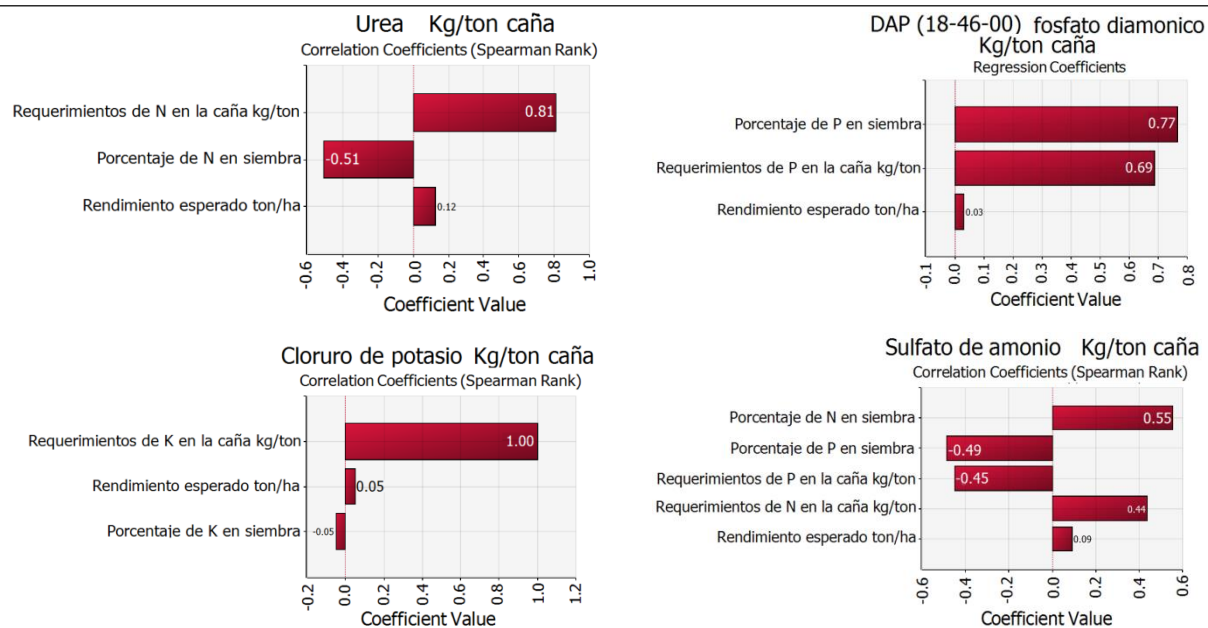 Urea Kg/ton caña
Correlation Coefficients (Spearman Rank)
Requerimientos de N en la caña kg/ton
0.81
Porcentaje de N en siembra
-0.51
Rendimiento esperado ton/ha
0.12
-0.6
-0.4
-0.2
0.0
0.2
0.4
0.6
0.8
1.0
Coefficient Value
DAP (18-46-00) fosfato diamonico
Kg/ton caña
Regression Coefficients
Porcentaje de P en siembra
0.77
Requerimientos de P en la caña kg/ton
0.69
Rendimiento esperado ton/ha
0.03
-0.1
0.0
0.1
0.2
0.3
0.4
0.5
0.6
0.7
0.8
Coefficient Value
Cloruro de potasio Kg/ton caña
Correlation Coefficients (Spearman Rank)
Requerimientos de K en la caña kg/ton
1.00
Rendimiento esperado ton/ha
0.05
Porcentaje de K en siembra
-0.05
-0.2
0.0
0.2
0.4
0.6
0.8
1.0
1.2
Coefficient Value
Sulfato de amonio Kg/ton caña
Correlation Coefficients (Spearman Rank)
Porcentaje de N en siembra
0.55
Porcentaje de P en siembra
-0.49
Requerimientos de P en la caña kg/ton
-0.45
Requerimientos de N en la caña kg/ton
0.44
Rendimiento esperado ton/ha
0.09
-0.6
-0.4
-0.2
0.0
0.2
0.4
0.6
Coefficient Value